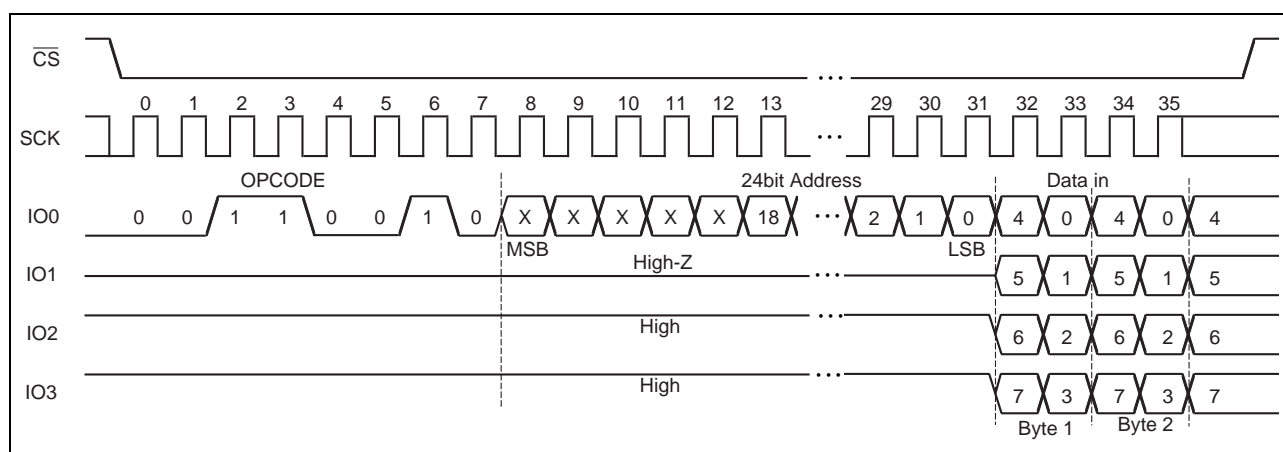 CS
0 1 2 3 4 5 6 7 8 9 10 11 12 13 29 30 31 32 33 34 35
SCK
OPCODE 24bit Address Data in
IO0 0 0 1 1 0 0 1 0 X X X X X 18 2 1 0 4 0 4 0 4
MSB LSB
IO1 High-Z 5 1 5 1 5
IO2 High 6 2 6 2 6
IO3 High 7 3 7 3 7
Byte 1 Byte 2